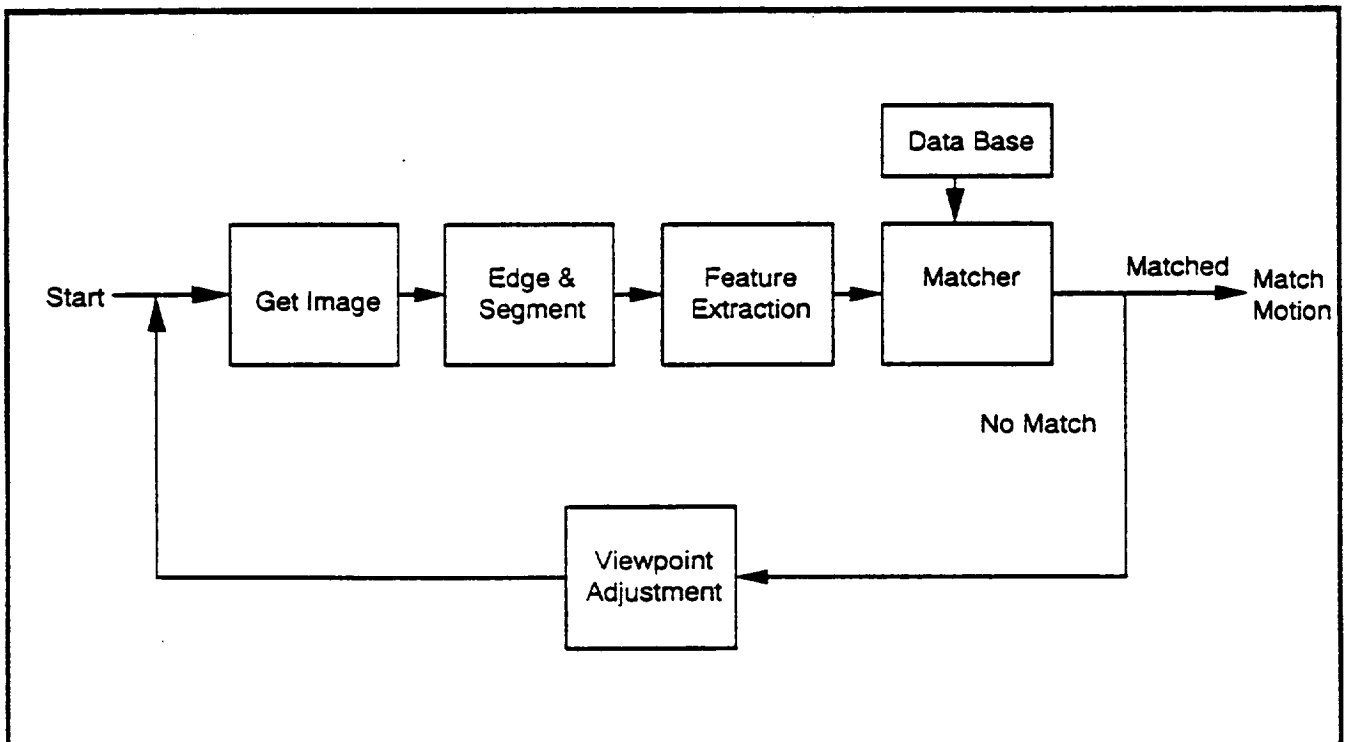 Data Base
Start
Get Image
Edge &
Segment
Feature
Extraction
Matcher
Matched
Match
Motion
No Match
Viewpoint
Adjustment